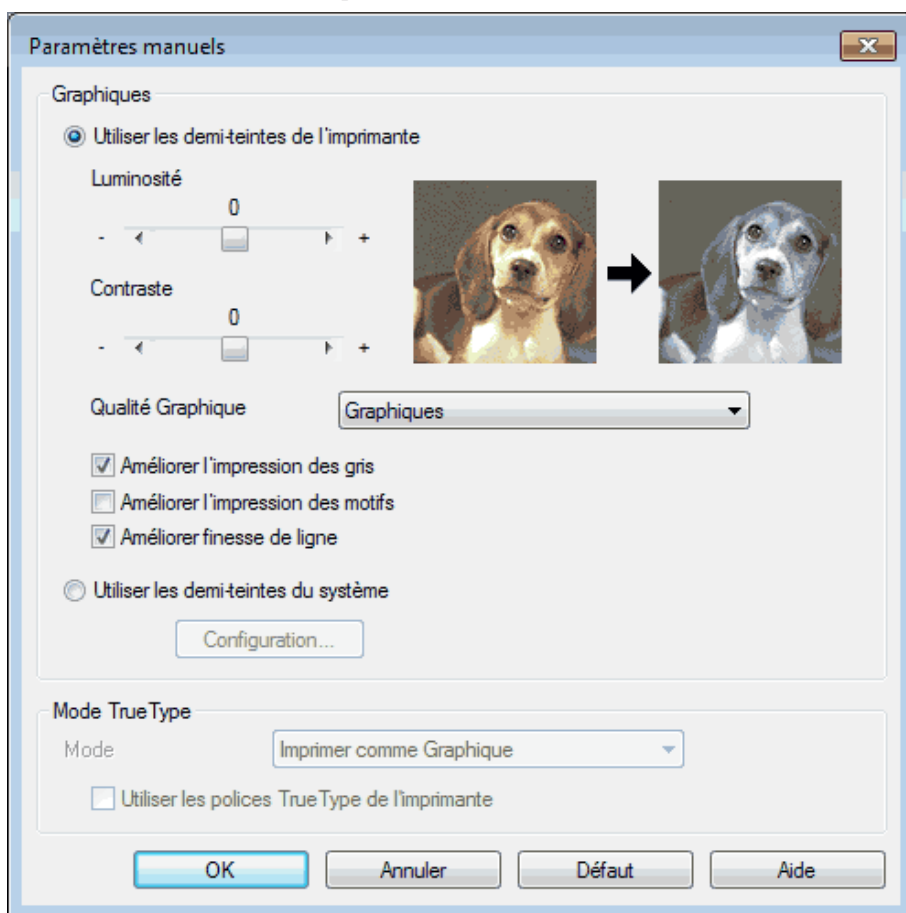 Paramètres manuels
Graphiques
Utiliser les demi-teintes de l'imprimante
Luminosité
0
- +
Contraste
0
- +
Qualité Graphique Graphiques
Améliorer l'impression des gris
Améliorer l'impression des motifs
Améliorer finesse de ligne
Utiliser les demi-teintes du système
Configuration...
Mode TrueType
Mode Imprimer comme Graphique
Utiliser les polices TrueType de l'imprimante
OK Annuler Défaut Aide